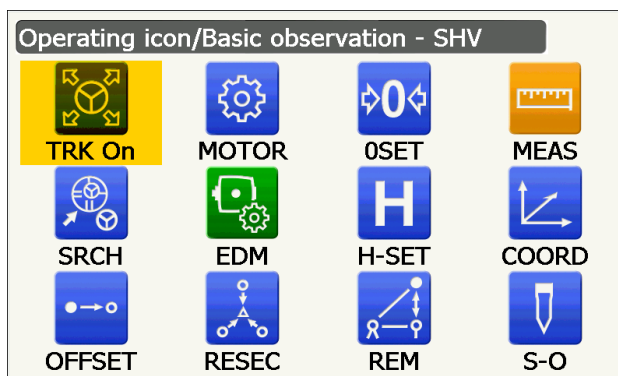 Operating icon/Basic observation - SHV
TRK On MOTOR 0SET MEAS
SRCH EDM H-SET COORD
OFFSET RESEC REM S-O